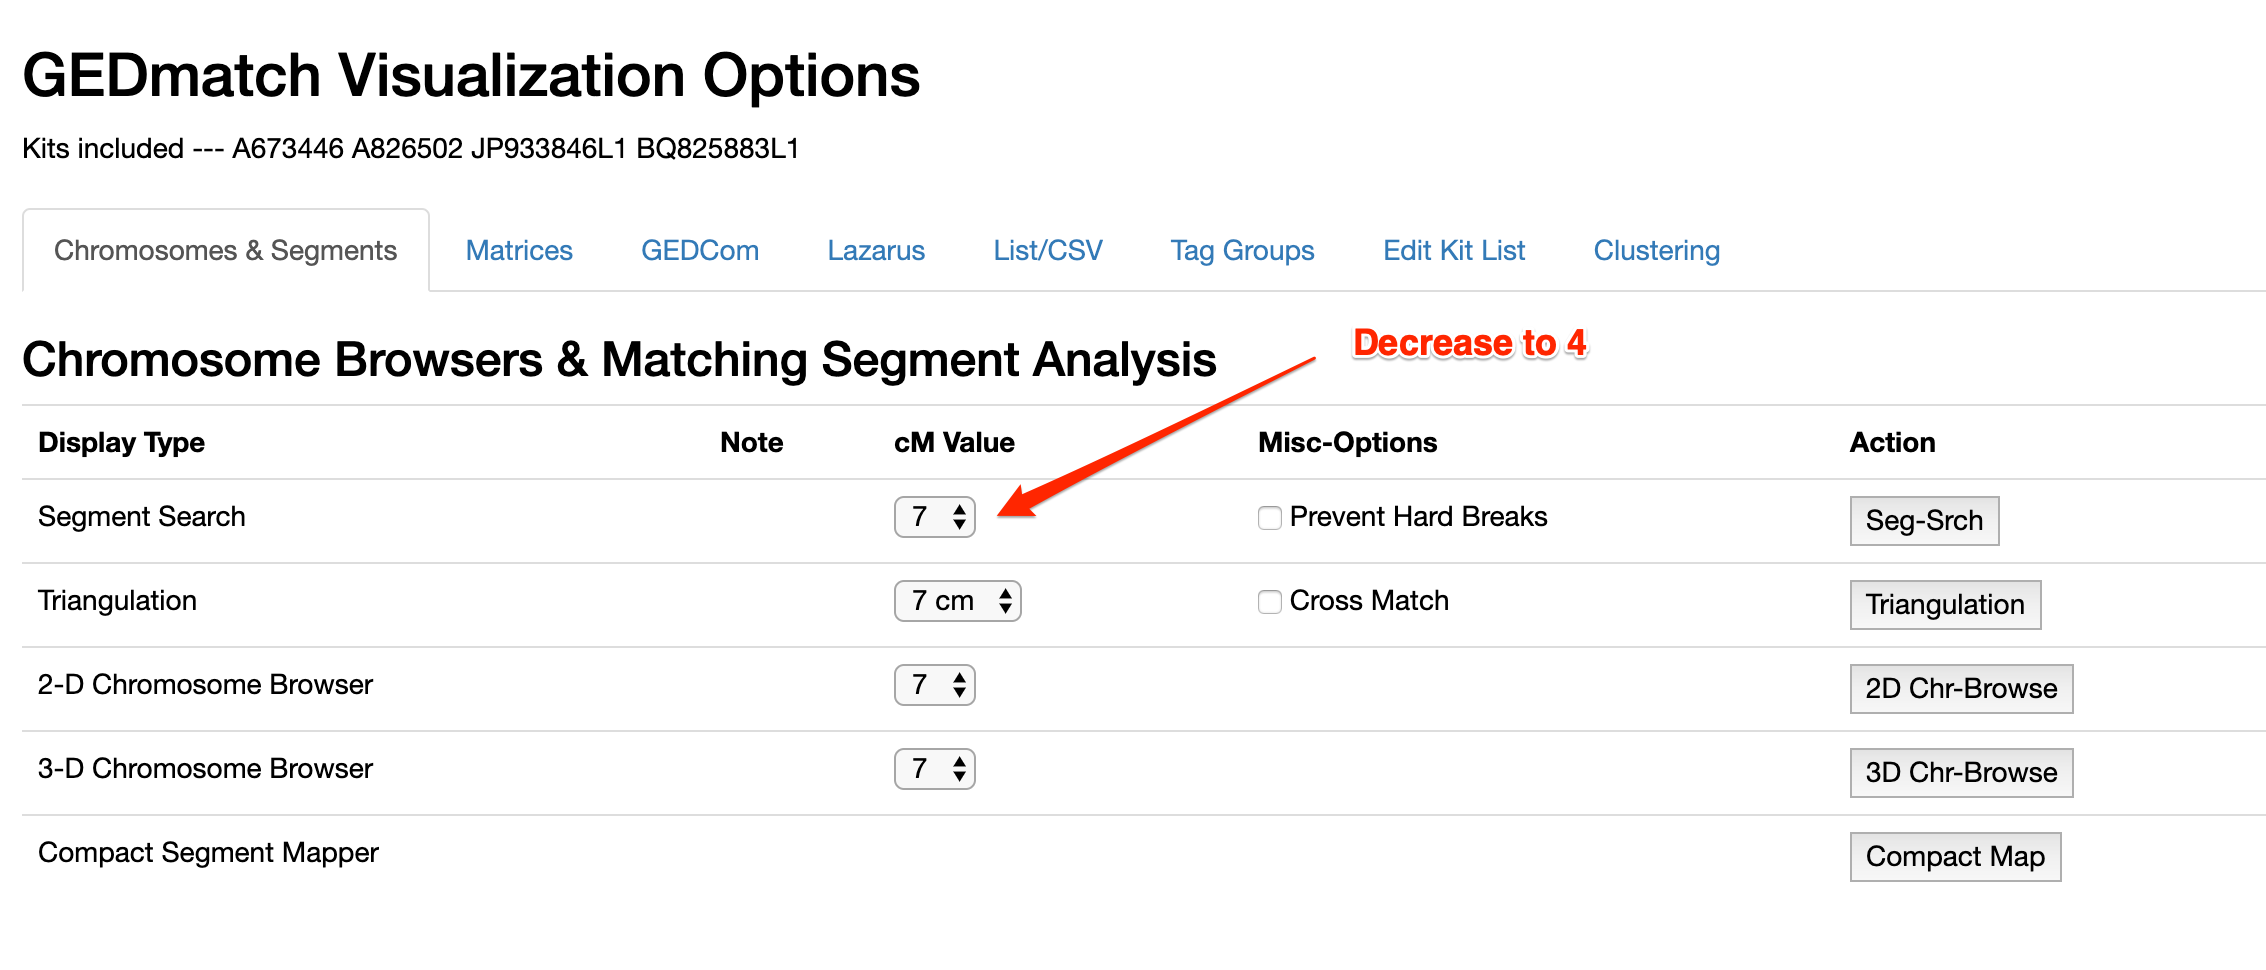 GEDmatch Visualization Options
Kits included --- A673446 A826502 JP933846L1 BQ825883L1
Chromosomes & Segments Matrices GEDCom Lazarus List/CSV Tag Groups Edit Kit List Clustering
Decrease to 4
Chromosome Browsers & Matching Segment Analysis
Display Type Note cM Value Misc-Options Action
Segment Search 7 Prevent Hard Breaks Seg-Srch
Triangulation 7 cm Cross Match Triangulation
2-D Chromosome Browser 7 2D Chr-Browse
3-D Chromosome Browser 7 3D Chr-Browse
Compact Segment Mapper Compact Map